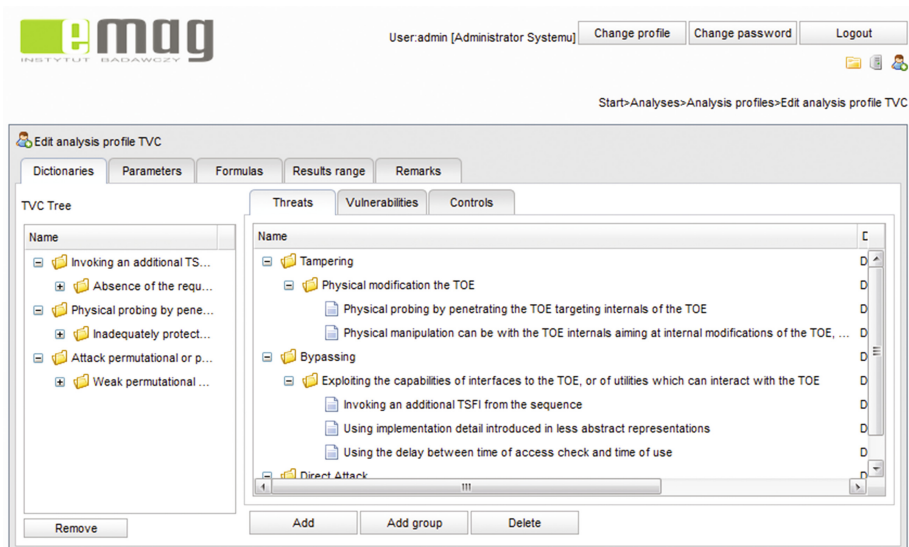 emag
INSTYTUT BADAWCZY
User:admin [Administrator Systemu] Change profile Change password Logout
Start>Analyses>Analysis profiles>Edit analysis profile TVC
Edit analysis profile TVC
Dictionaries Parameters Formulas Results range Remarks
TVC Tree
Threats Vulnerabilities Controls
Name
Invoking an additional TS...
Absence of the requ...
Physical probing by pene...
Inadequately protect...
Attack permutational or p...
Weak permutational ...
Remove
Name
Tampering D
Physical modification the TOE D
Physical probing by penetrating the TOE targeting internals of the TOE D
Physical manipulation can be with the TOE internals aiming at internal modifications of the TOE, ... D
Bypassing D
Exploiting the capabilities of interfaces to the TOE, or of utilities which can interact with the TOE D
Invoking an additional TSFI from the sequence D
Using implementation detail introduced in less abstract representations D
Using the delay between time of access check and time of use D
Direct Attack D
Add Add group Delete